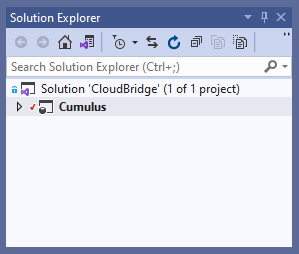 Solution Explorer
Search Solution Explorer (Ctrl+;)
Solution 'CloudBridge' (1 of 1 project)
Cumulus